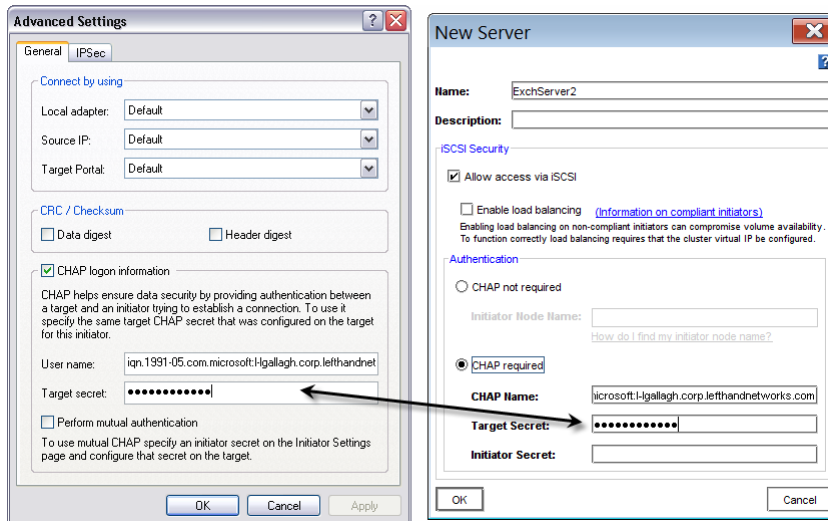 Advanced Settings
General
IPSec
Connect by using
Local adapter:
Default
Source IP:
Default
Target Portal:
Default
CRC / Checksum
Data digest
Header digest
CHAP logon information
CHAP helps ensure data security by providing authentication between
a target and an initiator trying to establish a connection. To use it
specify the same target CHAP secret that was configured on the target
for this initiator.
User name:
iqn.1991-05.com.microsoft:l-lgallagh.corp.lefthandnet
Target secret:
●●●●●●●●●●●●
Perform mutual authentication
To use mutual CHAP specify an initiator secret on the Initiator Settings
page and configure that secret on the target.
OK
Cancel
Apply
New Server
?
Name:
ExchServer2
Description:
iSCSI Security
Allow access via iSCSI
Enable load balancing
(Information on compliant initiators)
Enabling load balancing on non-compliant initiators can compromise volume availability.
To function correctly load balancing requires that the cluster virtual IP be configured.
Authentication
CHAP not required
Initiator Node Name:
How do I find my initiator node name?
CHAP required
CHAP Name:
icrosoft:l-lgallagh.corp.lefthandnetworks.com
Target Secret:
●●●●●●●●●●●●
Initiator Secret:
OK
Cancel